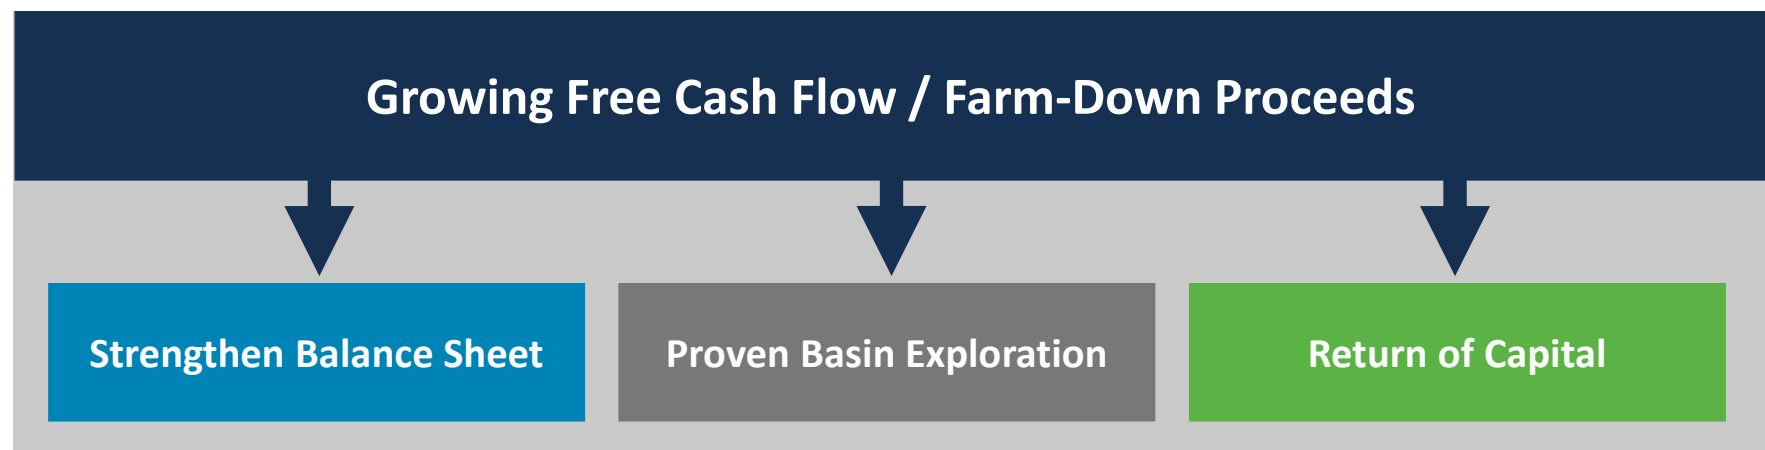 Growing Free Cash Flow / Farm-Down Proceeds
Strengthen Balance Sheet
Proven Basin Exploration
Return of Capital